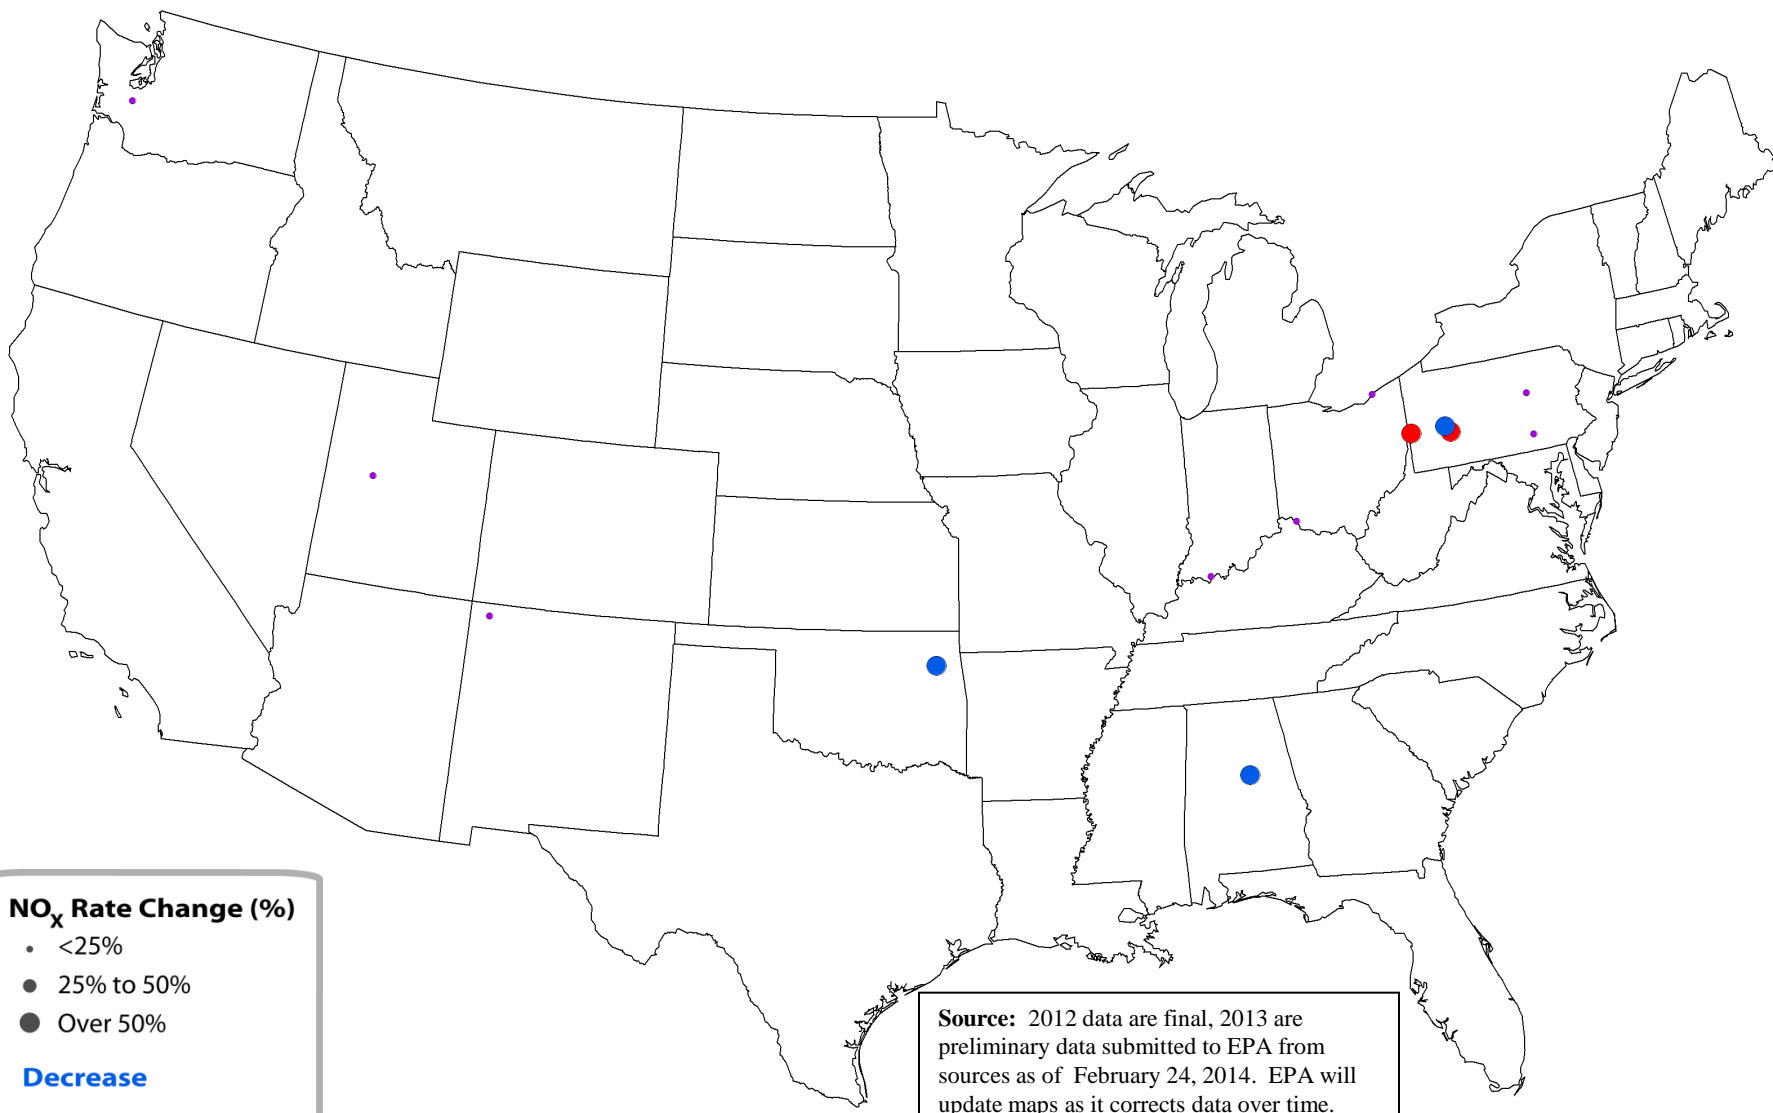 NOX Rate Change (%)
<25%
25% to 50%
Over 50%
Decrease
Source: 2012 data are final, 2013 are
preliminary data submitted to EPA from
sources as of February 24, 2014. EPA will
update maps as it corrects data over time.